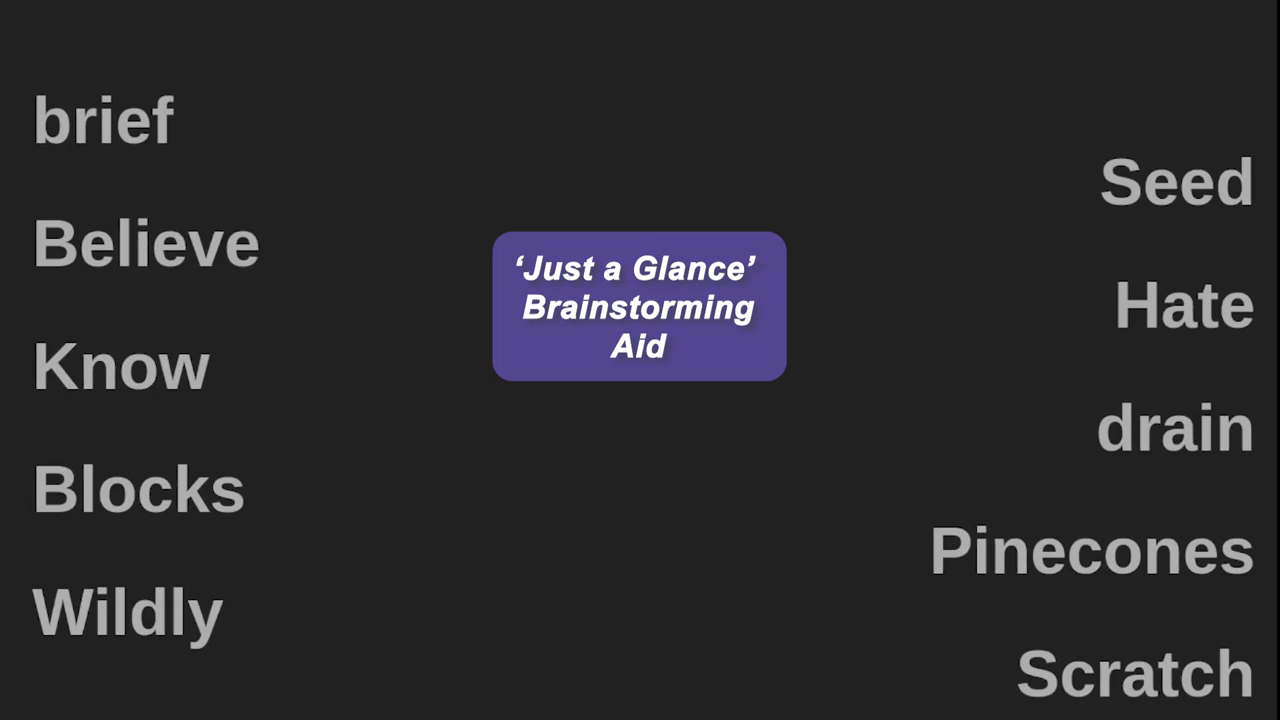 brief
Believe
Know
Blocks
Wildly
‘Just a Glance’
Brainstorming
Aid
Seed
Hate
drain
Pinecones
Scratch